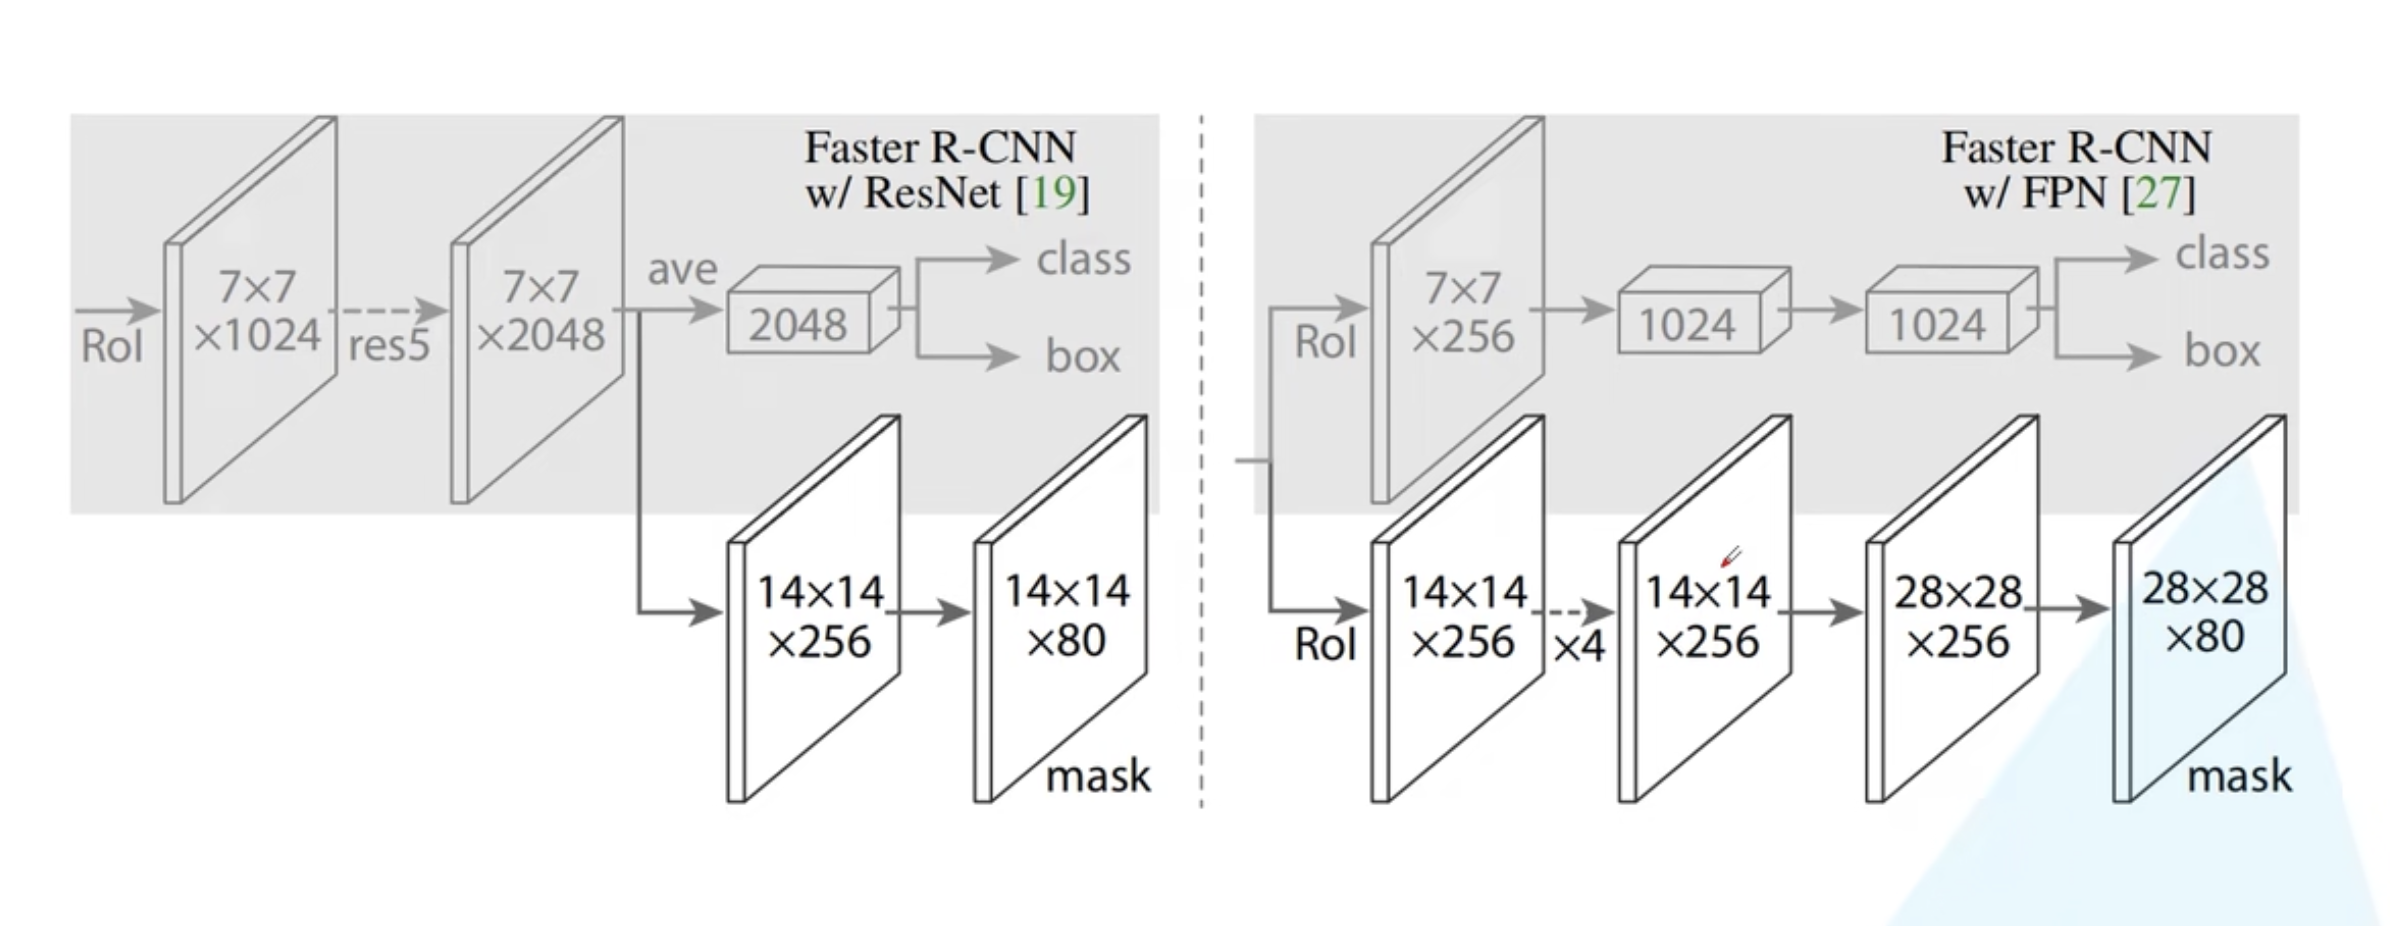 Faster R-CNN
w/ ResNet [19]
RoI
7×7
×1024
res5
7×7
×2048
ave
2048
class
box
14×14
×256
14×14
×80
mask
Faster R-CNN
w/ FPN [27]
RoI
7×7
×256
1024
1024
class
box
RoI
14×14
×256
×4
14×14
×256
28×28
×256
28×28
×80
mask